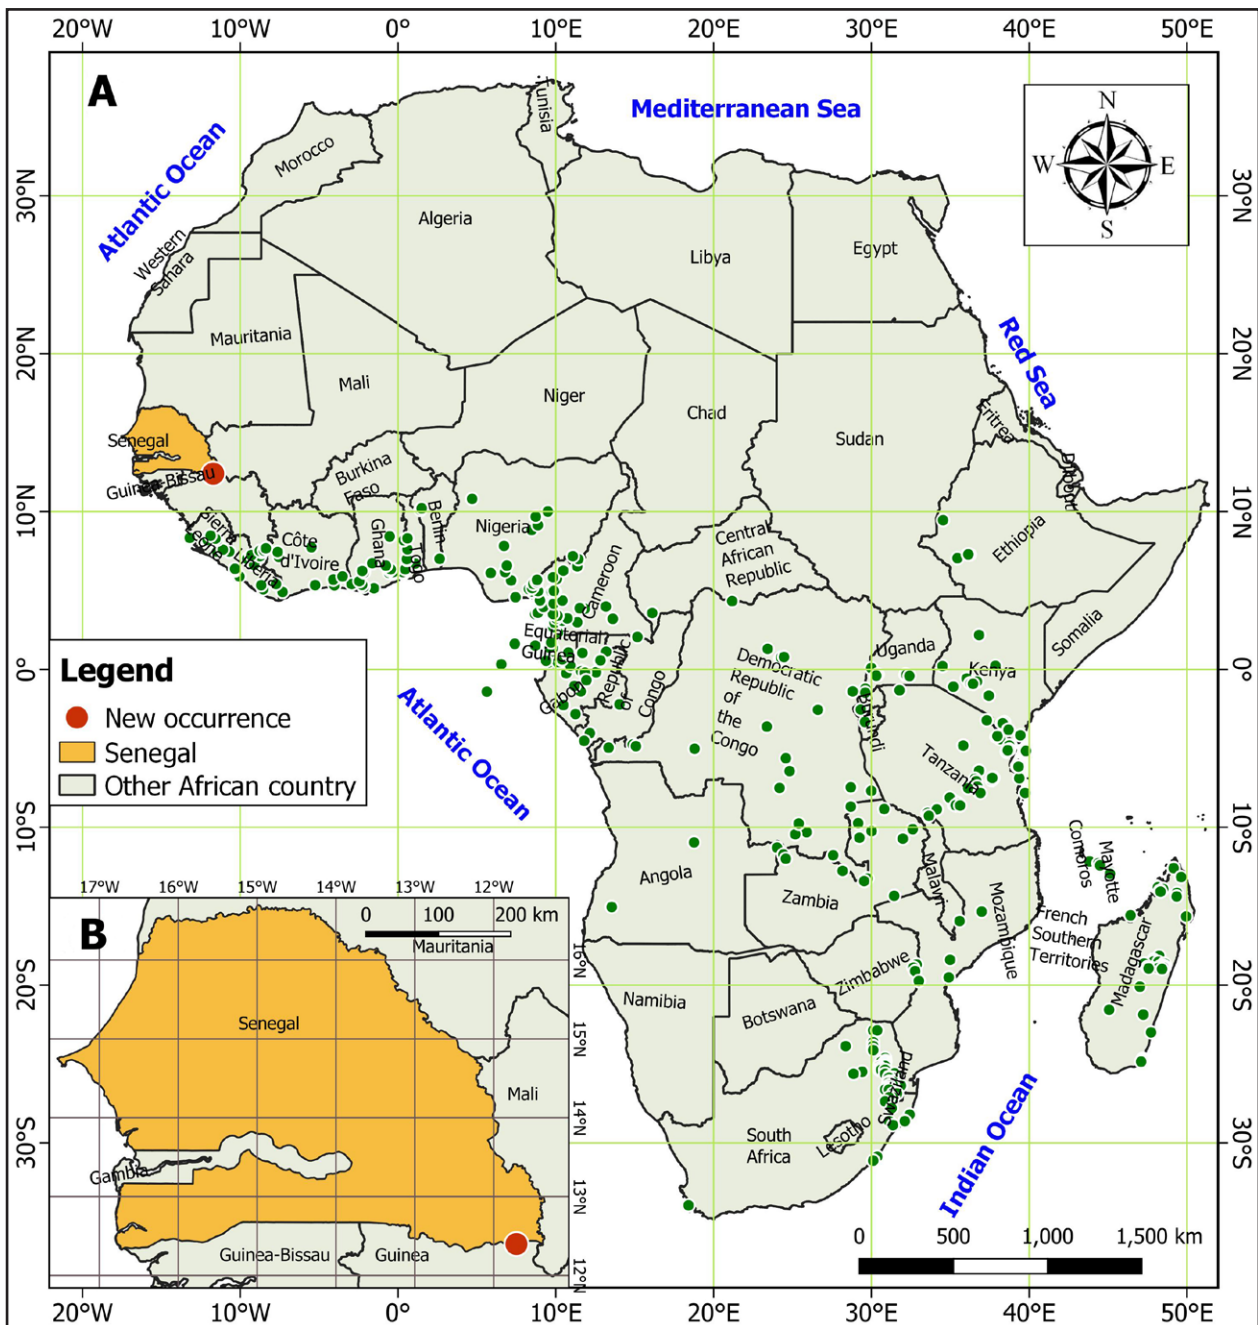 20°W 10°W 0° 10°E 20°E 30°E 40°E 50°E
A
Mediterranean Sea
Atlantic Ocean
N
W E
S
30°N
30°N
Tunisia
Morocco
Algeria
Libya
Egypt
Western
Sahara
Mauritania
Mali
Niger
Chad
Sudan
Red Sea
Eritrea
20°N
20°N
Senegal
Guinea-Bissau
Burkina
Faso
Benin
Nigeria
Djibouti
Ethiopia
10°N
10°N
Sierra
Leone
Liberia
Côte
d'Ivoire
Ghana
Togo
Cameroon
Central
African
Republic
Somalia
Equatorial
Guinea
Gabon
Republic
of
Congo
Democratic
Republic
of
the
Congo
Uganda
Kenya
Burundi
Tanzania
0°
0°
Legend
New occurrence
Senegal
Other African country
Atlantic Ocean
10°S
10°S
Angola
Zambia
Malawi
Mozambique
Comoros
Mayotte
French
Southern
Territories
Madagascar
Zimbabwe
Namibia
Botswana
Swaziland
Lesotho
South
Africa
Indian Ocean
20°S
20°S
30°S
30°S
0 500 1,000 1,500 km
17°W 16°W 15°W 14°W 13°W 12°W
B
0 100 200 km
Mauritania
16°N
Senegal
15°N
Mali
14°N
Gambia
13°N
Guinea-Bissau
Guinea
12°N
20°W 10°W 0° 10°E 20°E 30°E 40°E 50°E